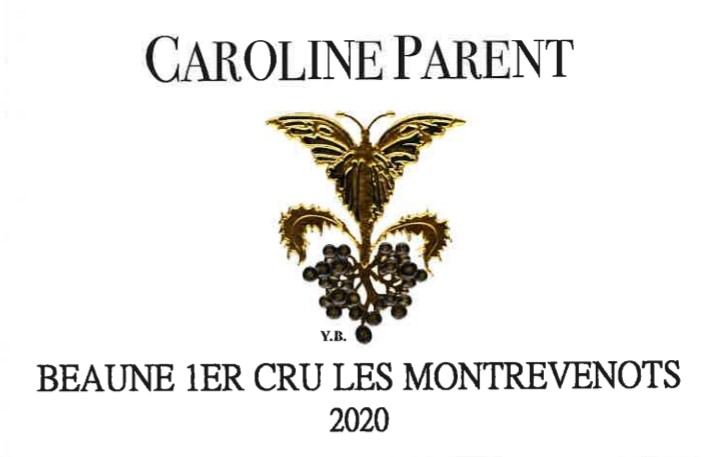 CAROLINE PARENT
Y.B.
BEAUNE 1ER CRU LES MONTREVENOTS
2020